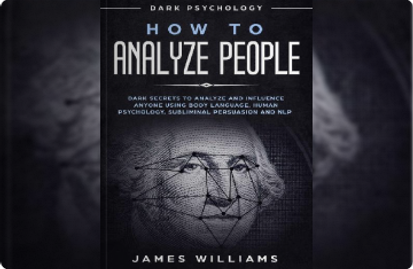 DARK PSYCHOLOGY
HOW TO
ANALYZE PEOPLE
DARK SECRETS TO ANALYZE AND INFLUENCE
ANYONE USING BODY LANGUAGE, HUMAN
PSYCHOLOGY, SUBLIMINAL PERSUASION AND NLP
JAMES WILLIAMS